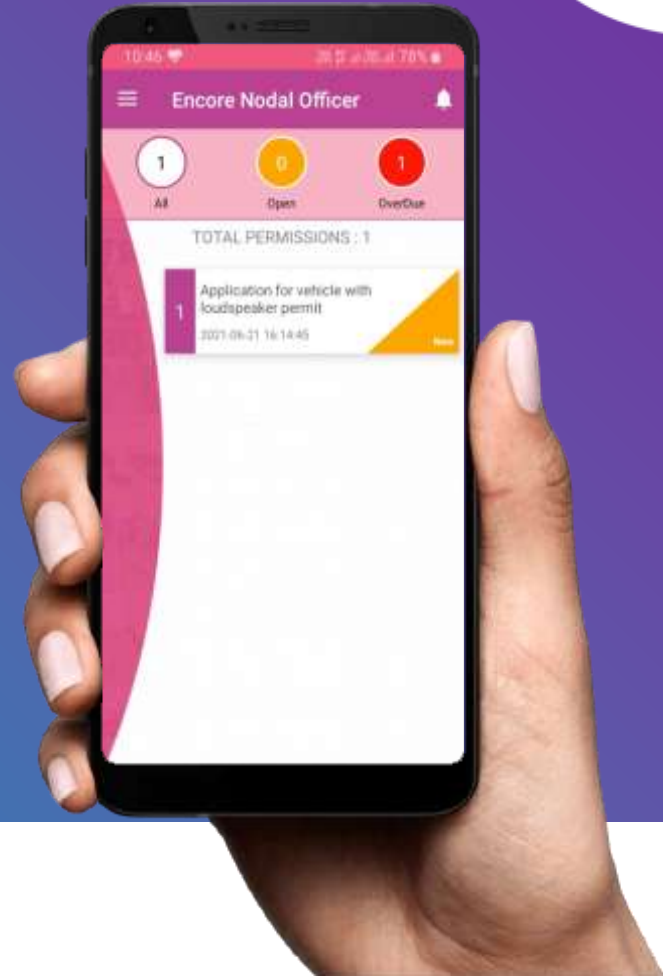 10:46
78%
Encore Nodal Officer
1
0
1
All
Open
OverDue
TOTAL PERMISSIONS : 1
1
Application for vehicle with
loudspeaker permit
2021-06-21 16:14:45
New